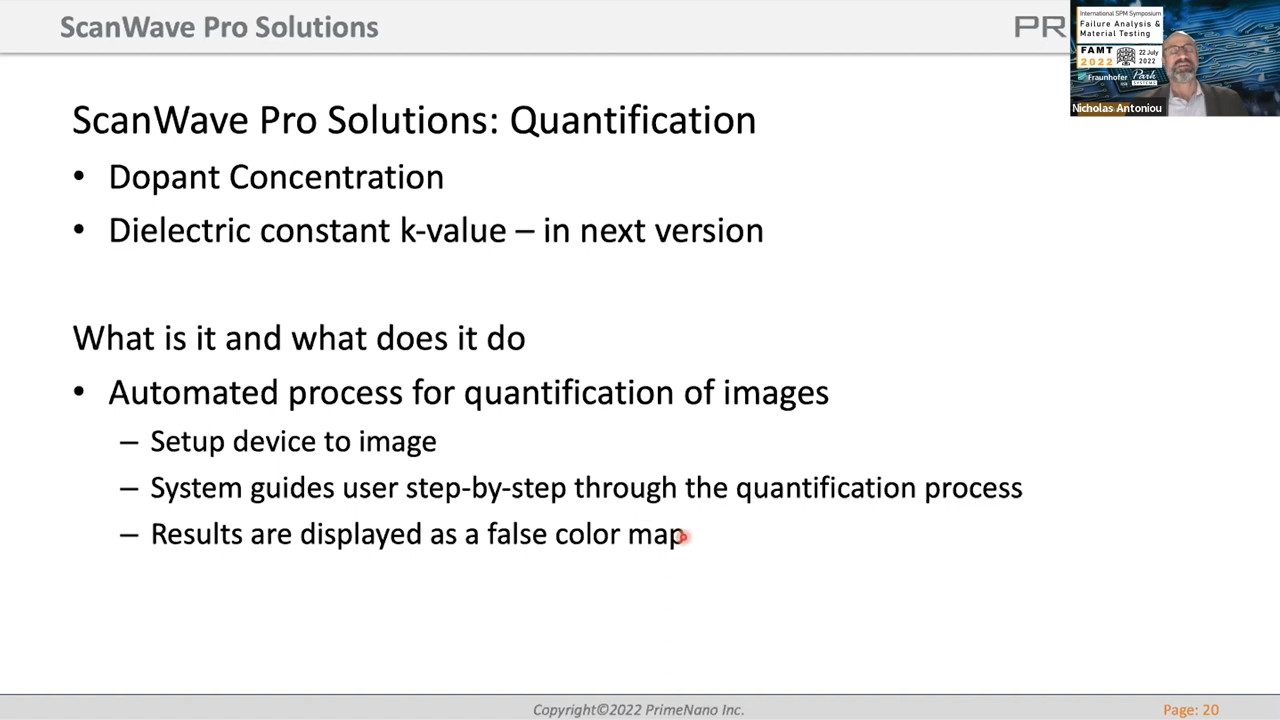 ScanWave Pro Solutions
PR
International SPM Symposium
Failure Analysis &
Material Testing
FAMT
2022
22 July
2022
Fraunhofer
Park
SYSTEMS
Nicholas Antoniou
ScanWave Pro Solutions: Quantification
• Dopant Concentration
• Dielectric constant k-value – in next version
What is it and what does it do
• Automated process for quantification of images
– Setup device to image
– System guides user step-by-step through the quantification process
– Results are displayed as a false color map
Copyright©2022 PrimeNano Inc.
Page: 20